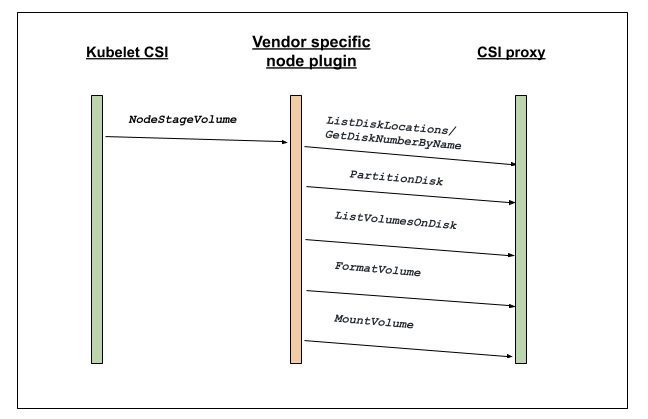 Kubelet CSI
Vendor specific
node plugin
CSI proxy
NodeStageVolume
ListDiskLocations/
GetDiskNumberByName
PartitionDisk
ListVolumesOnDisk
FormatVolume
MountVolume